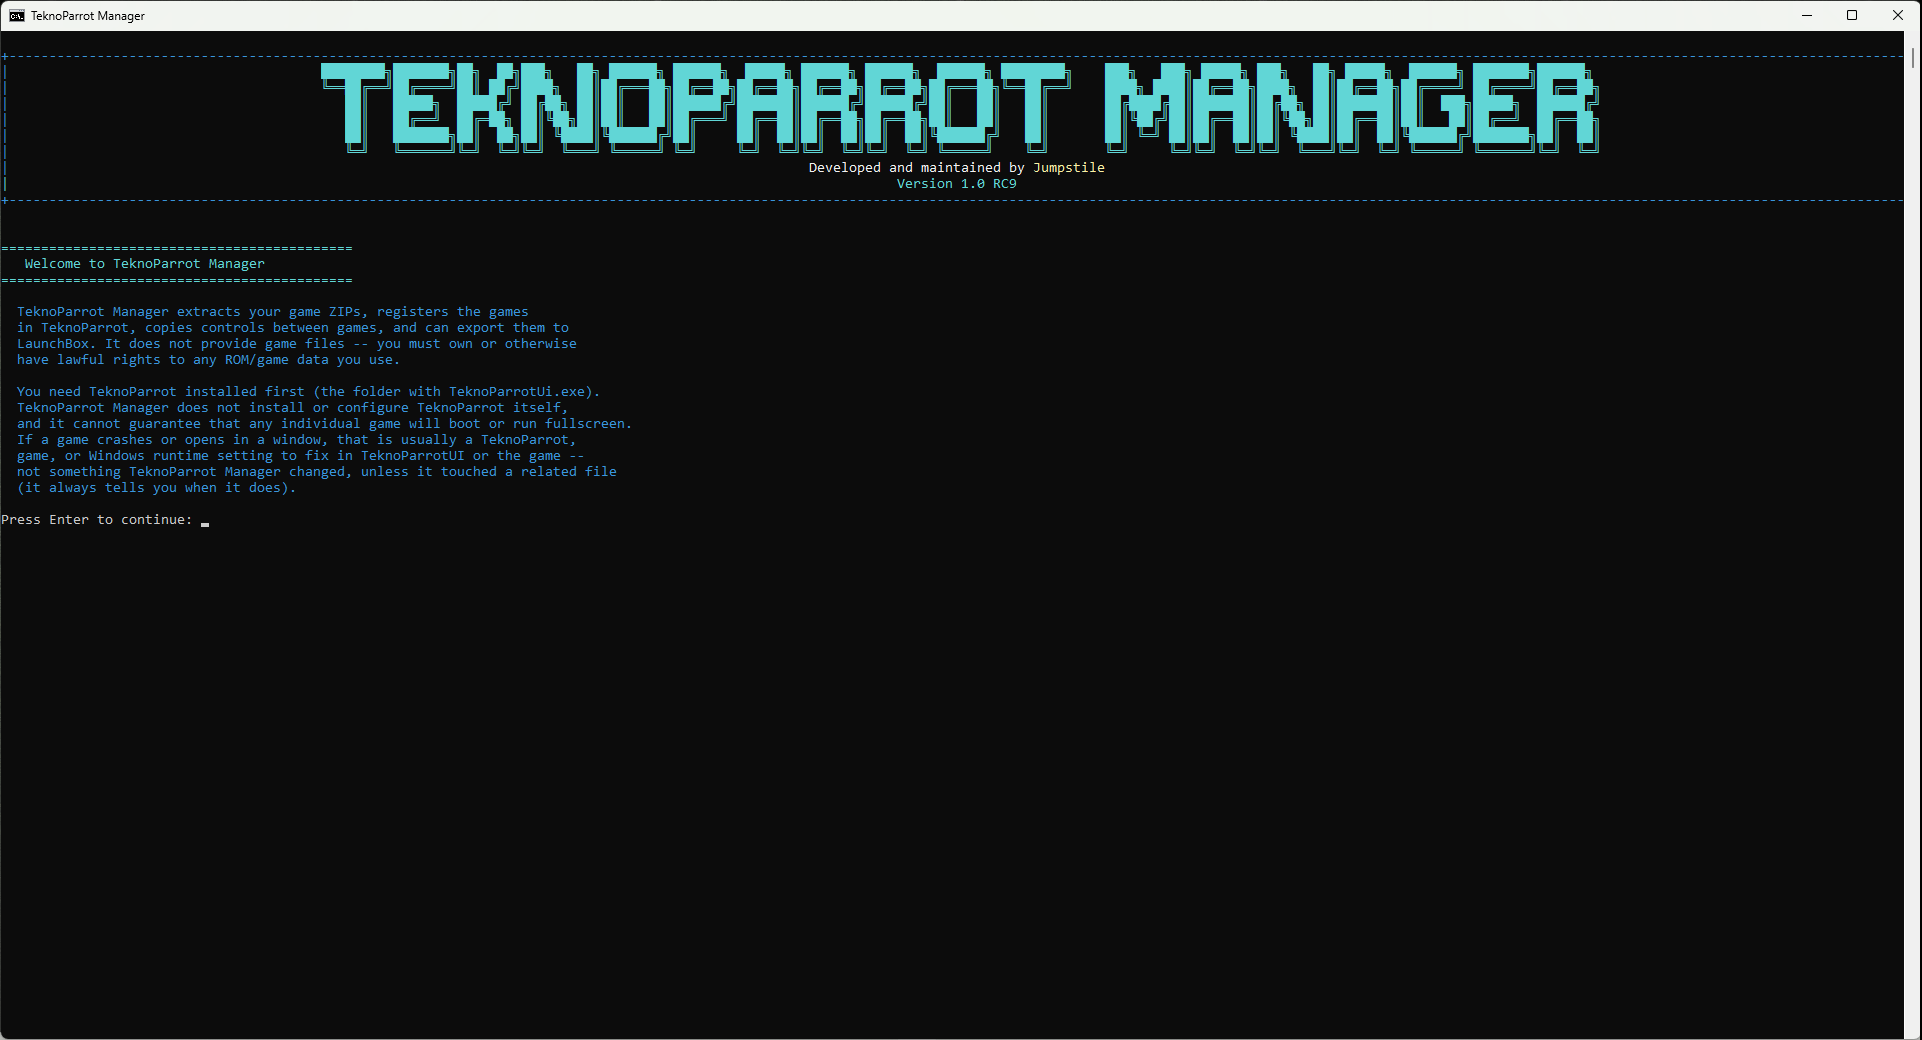 TeknoParrot Manager
TEKNOPARROT MANAGER
Developed and maintained by Jumpstile
Version 1.0 RC9
============================================
Welcome to TeknoParrot Manager
============================================
TeknoParrot Manager extracts your game ZIPs, registers the games
in TeknoParrot, copies controls between games, and can export them to
LaunchBox. It does not provide game files -- you must own or otherwise
have lawful rights to any ROM/game data you use.
You need TeknoParrot installed first (the folder with TeknoParrotUi.exe).
TeknoParrot Manager does not install or configure TeknoParrot itself,
and it cannot guarantee that any individual game will boot or run fullscreen.
If a game crashes or opens in a window, that is usually a TeknoParrot,
game, or Windows runtime setting to fix in TeknoParrotUI or the game --
not something TeknoParrot Manager changed, unless it touched a related file
(it always tells you when it does).
Press Enter to continue: _